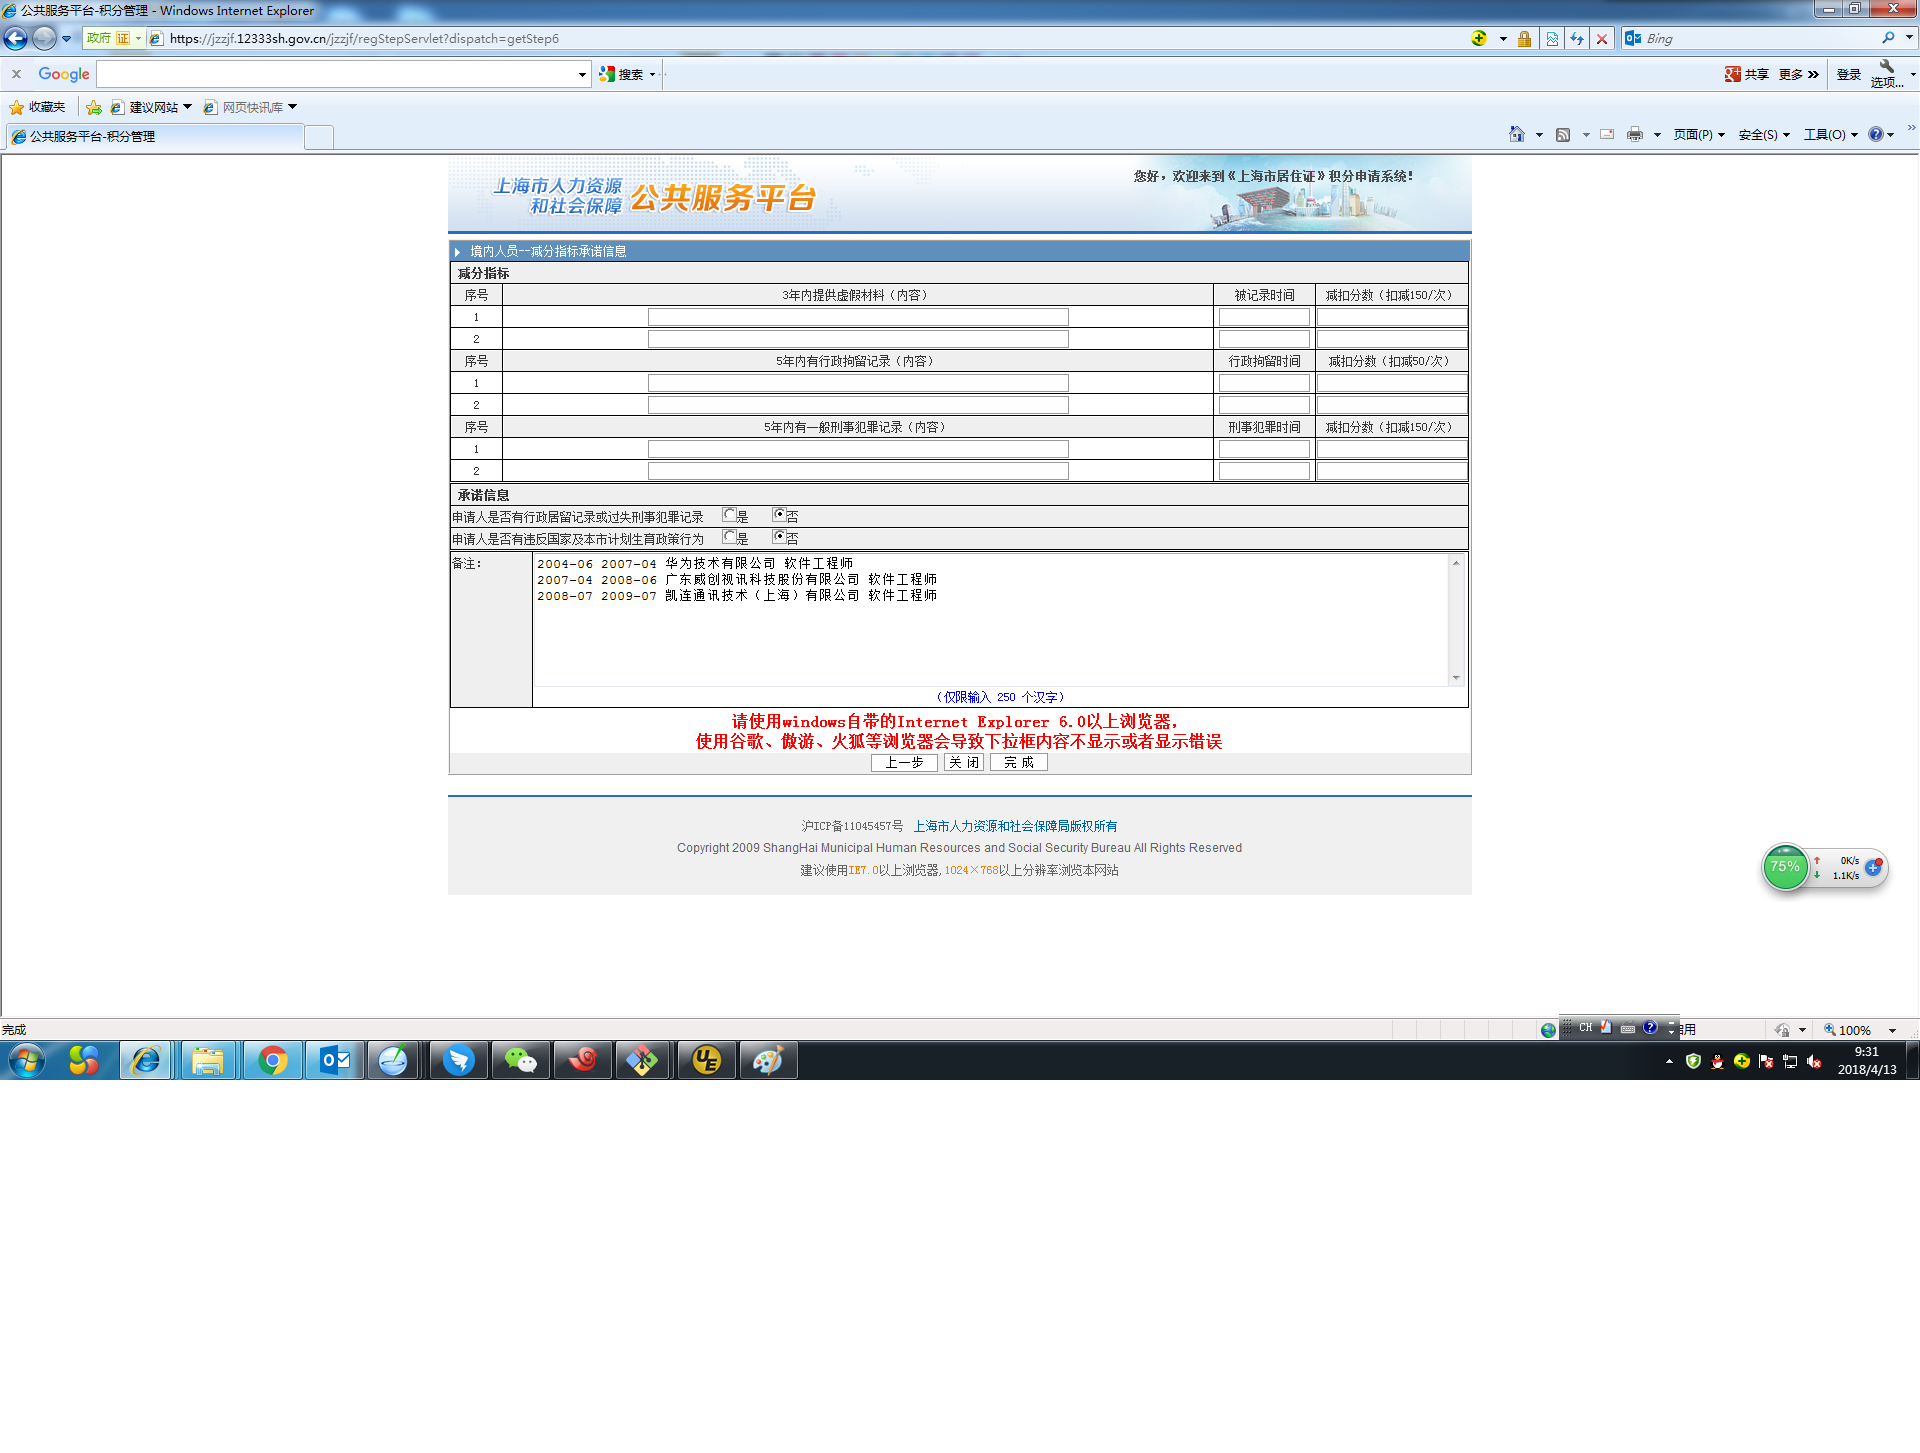 公共服务平台-积分管理 - Windows Internet Explorer
政府 证 https://jzzjf.12333sh.gov.cn/jzzjf/regStepServlet?dispatch=getStep6 Bing
x Google 搜索 共享 更多 » 登录 选项...
收藏夹 建议网站 网页快讯库
公共服务平台-积分管理 页面(P) 安全(S) 工具(O) »
上海市人力资源和社会保障 公共服务平台 您好，欢迎来到《上海市居住证》积分申请系统！
境内人员--减分指标承诺信息
减分指标
序号 3年内提供虚假材料（内容） 被记录时间 减扣分数（扣减150/次）
1
2
序号 5年内有行政拘留记录（内容） 行政拘留时间 减扣分数（扣减50/次）
1
2
序号 5年内有一般刑事犯罪记录（内容） 刑事犯罪时间 减扣分数（扣减150/次）
1
2
承诺信息
申请人是否有行政居留记录或过失刑事犯罪记录 是 否
申请人是否有违反国家及本市计划生育政策行为 是 否
备注：
2004-06 2007-04 华为技术有限公司 软件工程师
2007-04 2008-06 广东威创视讯科技股份有限公司 软件工程师
2008-07 2009-07 凯连通讯技术（上海）有限公司 软件工程师
（仅限输入 250 个汉字）
请使用windows自带的Internet Explorer 6.0以上浏览器，
使用谷歌、傲游、火狐等浏览器会导致下拉框内容不显示或者显示错误
上一步 关 闭 完 成
沪ICP备11045457号 上海市人力资源和社会保障局版权所有
Copyright 2009 ShangHai Municipal Human Resources and Social Security Bureau All Rights Reserved
建议使用IE7.0以上浏览器, 1024×768以上分辨率浏览本网站
75% 0K/s
1.1K/s
完成 CH 用 100%
9:31
2018/4/13